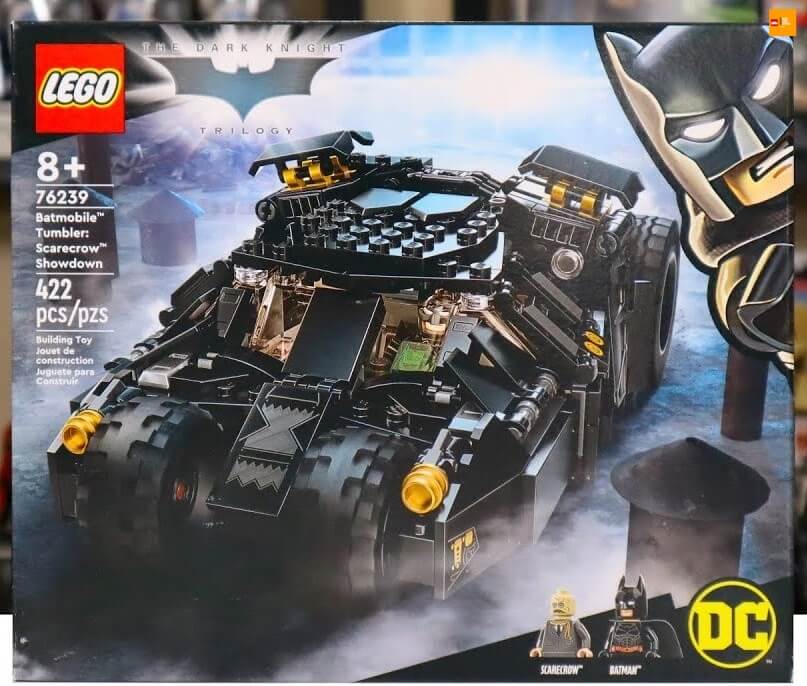 THE DARK KNIGHT
TRILOGY
LEGO
8+
76239
Batmobile™
Tumbler:
Scarecrow™
Showdown
422
pcs/pzs
Building Toy
Jouet de
construction
Juguete para
Construir
SCARECROW™
BATMAN™
DC